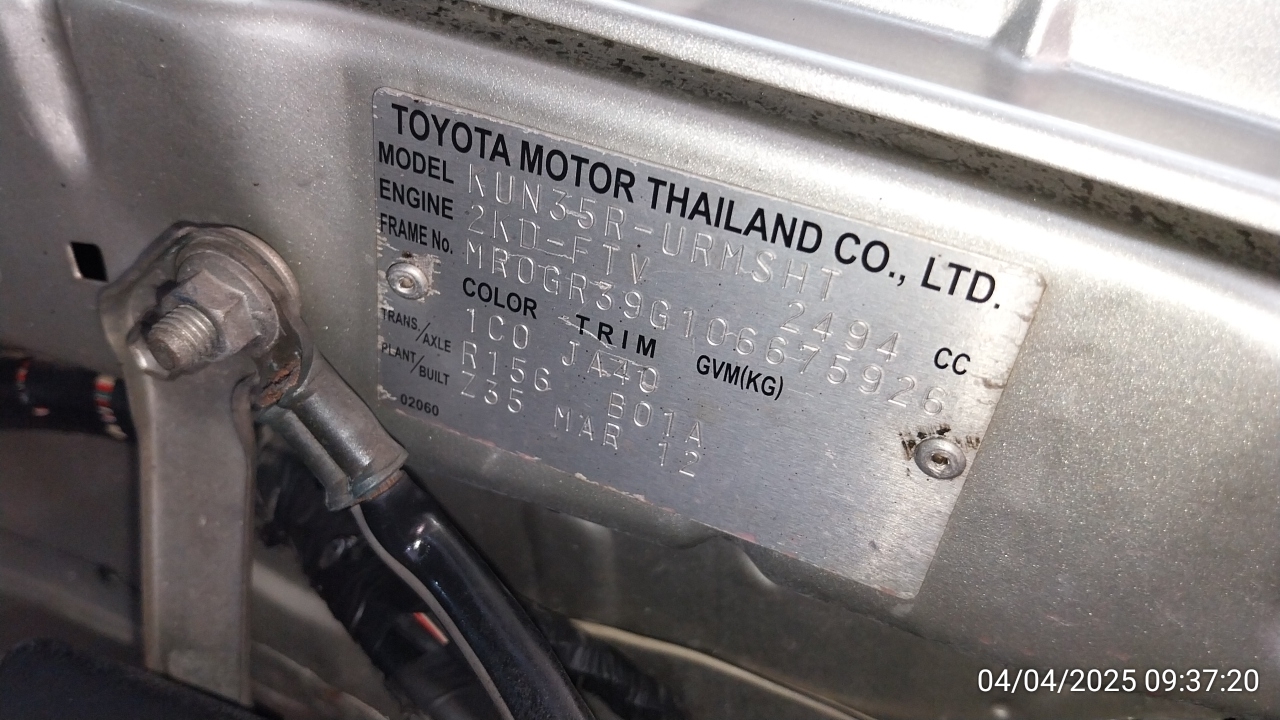 TOYOTA MOTOR THAILAND CO., LTD.
MODEL KUN35R-URMSHT
ENGINE 2KD-FTV 2494 CC
FRAME No. MR0GR39G106675926
COLOR TRIM GVM(KG)
1C0 JA40
TRANS./AXLE R156 B01A
PLANT/BUILT Z35 MAR 12
02060
04/04/2025 09:37:20